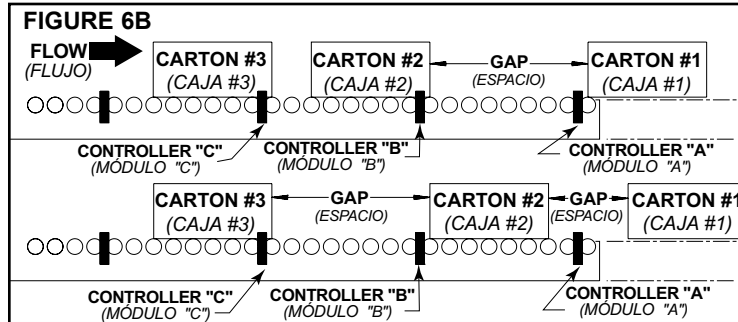 FIGURE 6B
FLOW
(FLUJO)
CARTON #3
(CAJA #3)
CARTON #2
(CAJA #2)
GAP
(ESPACIO)
CARTON #1
(CAJA #1)
CONTROLLER "C"
(MÓDULO "C")
CONTROLLER "B"
(MÓDULO "B")
CONTROLLER "A"
(MÓDULO "A")
CARTON #3
(CAJA #3)
GAP
(ESPACIO)
CARTON #2
(CAJA #2)
GAP
(ESPACIO)
CARTON #1
(CAJA #1)
CONTROLLER "C"
(MÓDULO "C")
CONTROLLER "B"
(MÓDULO "B")
CONTROLLER "A"
(MÓDULO "A")